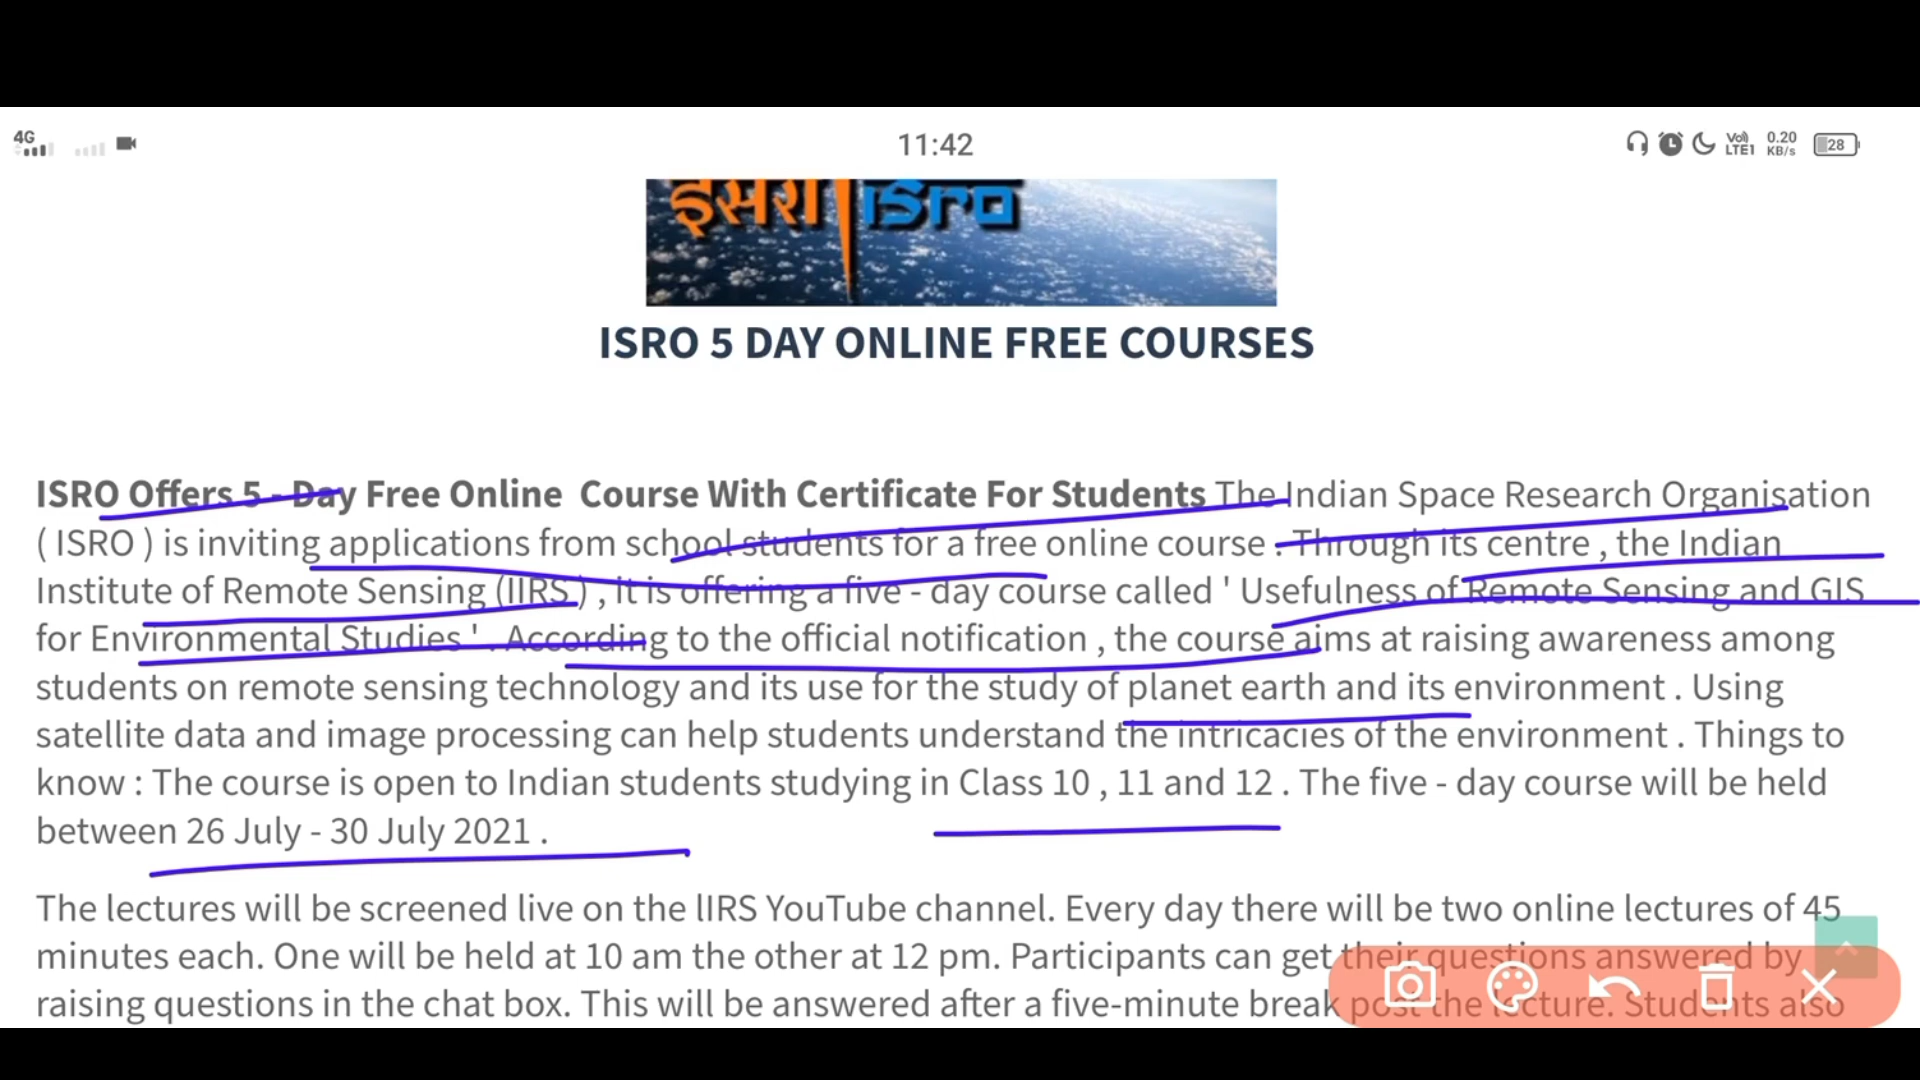 4G
11:42
Vo))
LTE1
0.20
KB/s
28
इसरो isro
ISRO 5 DAY ONLINE FREE COURSES
ISRO Offers 5 - Day Free Online Course With Certificate For Students The Indian Space Research Organisation
( ISRO ) is inviting applications from school students for a free online course . Through its centre , the Indian
Institute of Remote Sensing (IIRS ) , it is offering a five - day course called ' Usefulness of Remote Sensing and GIS
for Environmental Studies ' . According to the official notification , the course aims at raising awareness among
students on remote sensing technology and its use for the study of planet earth and its environment . Using
satellite data and image processing can help students understand the intricacies of the environment . Things to
know : The course is open to Indian students studying in Class 10 , 11 and 12 . The five - day course will be held
between 26 July - 30 July 2021 .
The lectures will be screened live on the lIRS YouTube channel. Every day there will be two online lectures of 45
minutes each. One will be held at 10 am the other at 12 pm. Participants can get their questions answered by
raising questions in the chat box. This will be answered after a five-minute break post the lecture. Students also